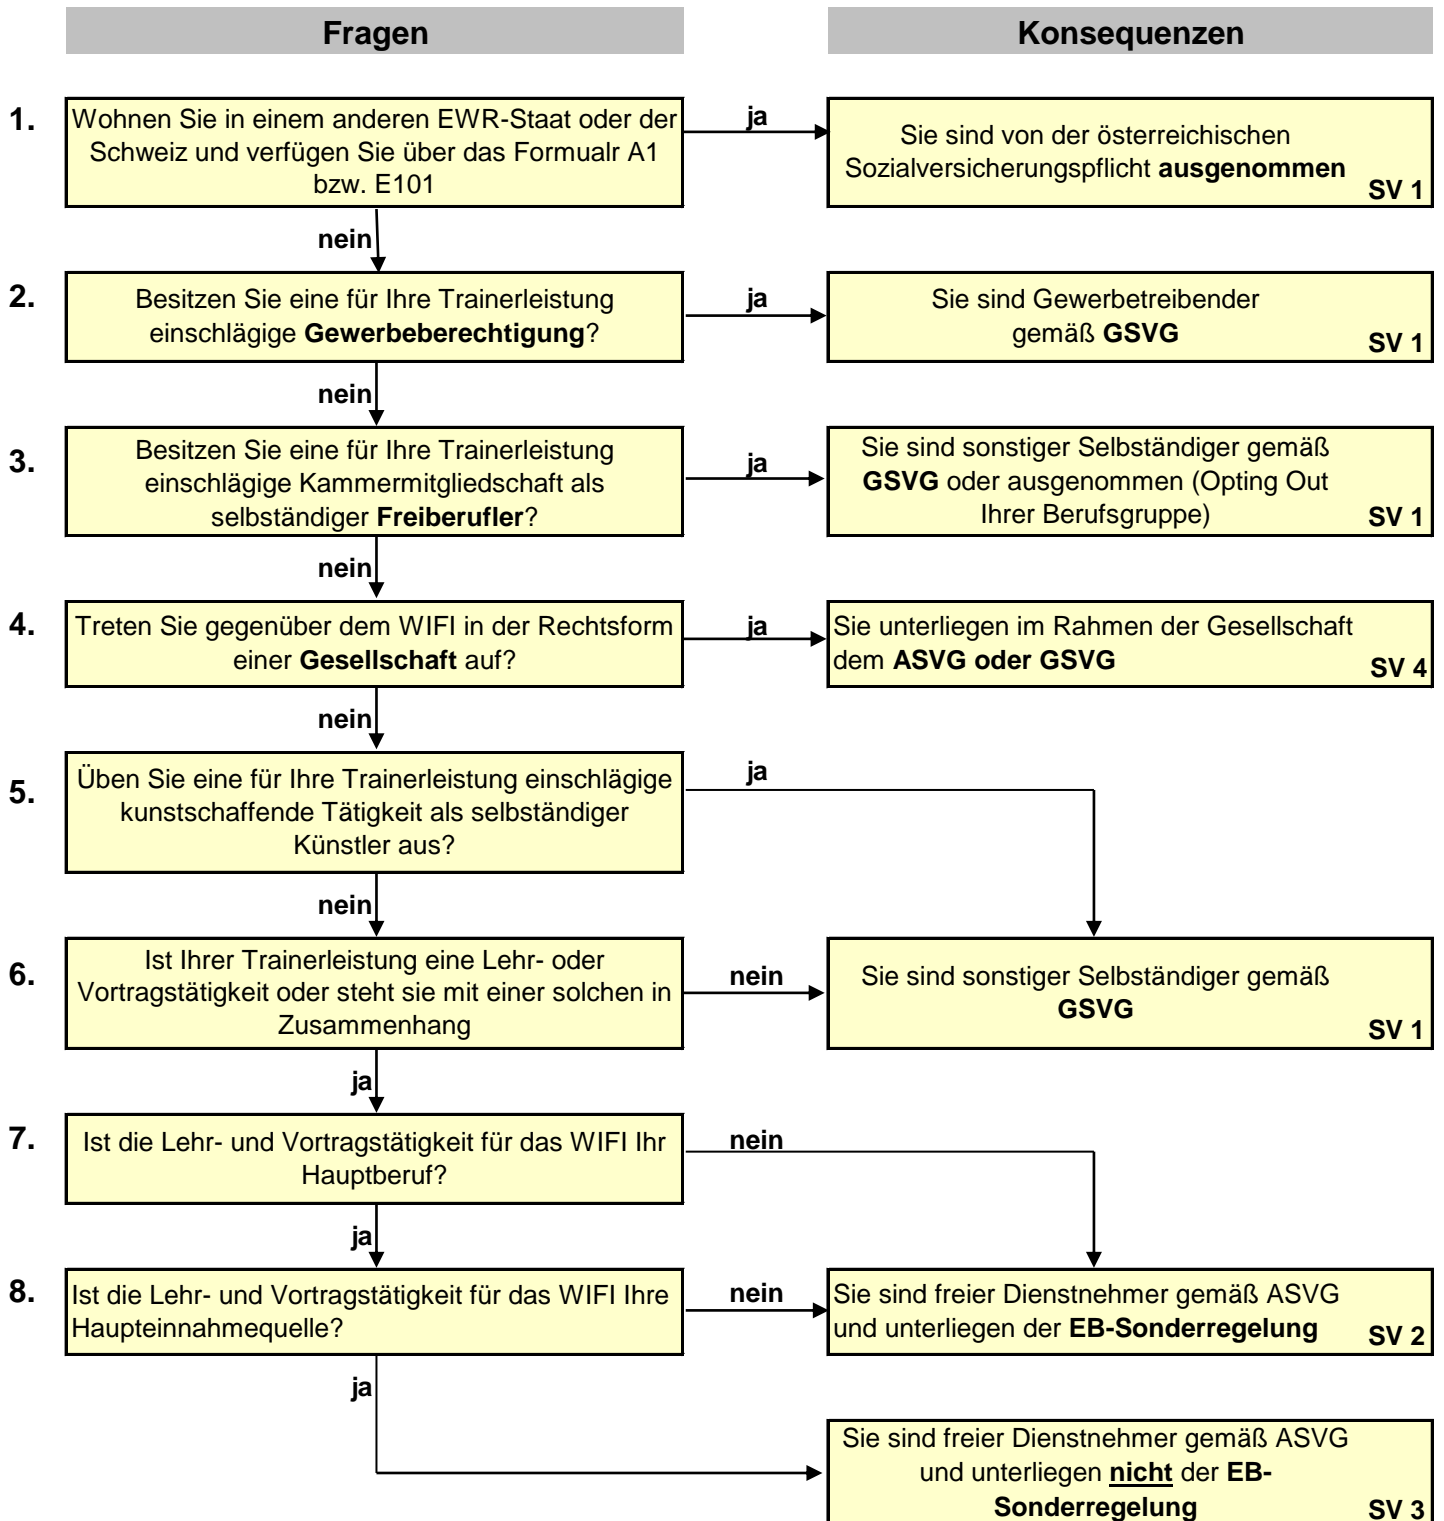 Fragen
Konsequenzen
1.
Wohnen Sie in einem anderen EWR-Staat oder der
Schweiz und verfügen Sie über das Formualr A1
bzw. E101
ja
Sie sind von der österreichischen
Sozialversicherungspflicht ausgenommen
SV 1
nein
2.
Besitzen Sie eine für Ihre Trainerleistung
einschlägige Gewerbeberechtigung?
ja
Sie sind Gewerbetreibender
gemäß GSVG
SV 1
nein
3.
Besitzen Sie eine für Ihre Trainerleistung
einschlägige Kammermitgliedschaft als
selbständiger Freiberufler?
ja
Sie sind sonstiger Selbständiger gemäß
GSVG oder ausgenommen (Opting Out
Ihrer Berufsgruppe)
SV 1
nein
4.
Treten Sie gegenüber dem WIFI in der Rechtsform
einer Gesellschaft auf?
ja
Sie unterliegen im Rahmen der Gesellschaft
dem ASVG oder GSVG
SV 4
nein
5.
Üben Sie eine für Ihre Trainerleistung einschlägige
kunstschaffende Tätigkeit als selbständiger
Künstler aus?
ja
nein
6.
Ist Ihrer Trainerleistung eine Lehr- oder
Vortragstätigkeit oder steht sie mit einer solchen in
Zusammenhang
nein
Sie sind sonstiger Selbständiger gemäß
GSVG
SV 1
ja
7.
Ist die Lehr- und Vortragstätigkeit für das WIFI Ihr
Hauptberuf?
nein
ja
8.
Ist die Lehr- und Vortragstätigkeit für das WIFI Ihre
Haupteinnahmequelle?
nein
Sie sind freier Dienstnehmer gemäß ASVG
und unterliegen der EB-Sonderregelung
SV 2
ja
Sie sind freier Dienstnehmer gemäß ASVG
und unterliegen nicht der EB-
Sonderregelung
SV 3